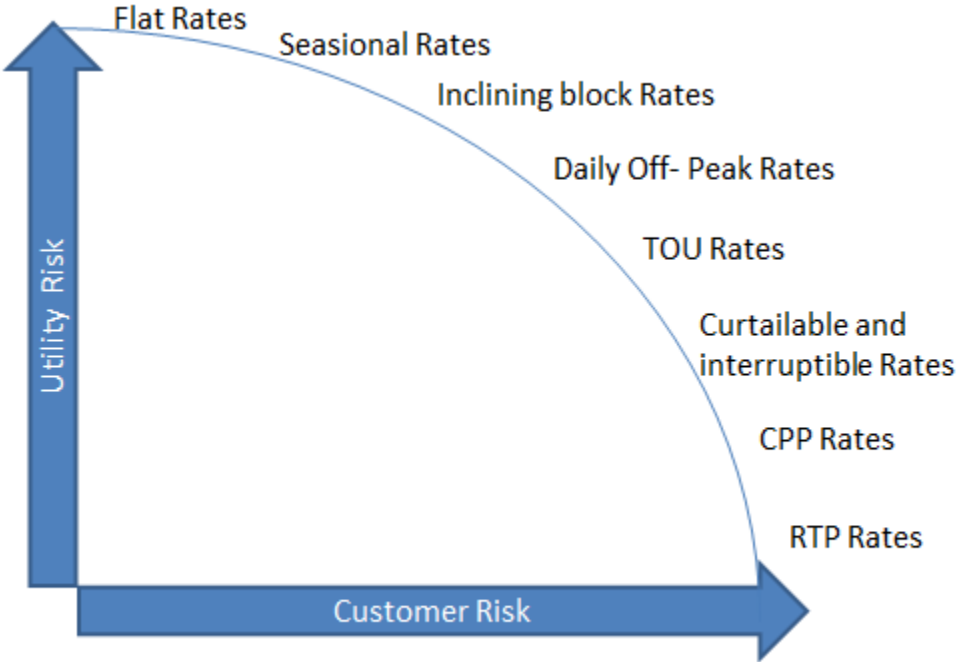 Flat Rates
Seasional Rates
Inclining block Rates
Daily Off- Peak Rates
TOU Rates
Curtailable and
interruptible Rates
CPP Rates
RTP Rates
Utility Risk
Customer Risk